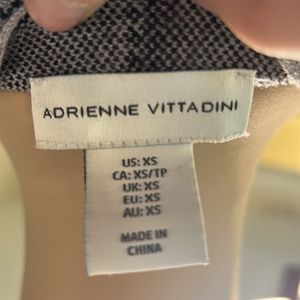 ADRIENNE VITTADINI
US: XS
CA: XS/TP
UK: XS
EU: XS
AU: XS
MADE IN
CHINA